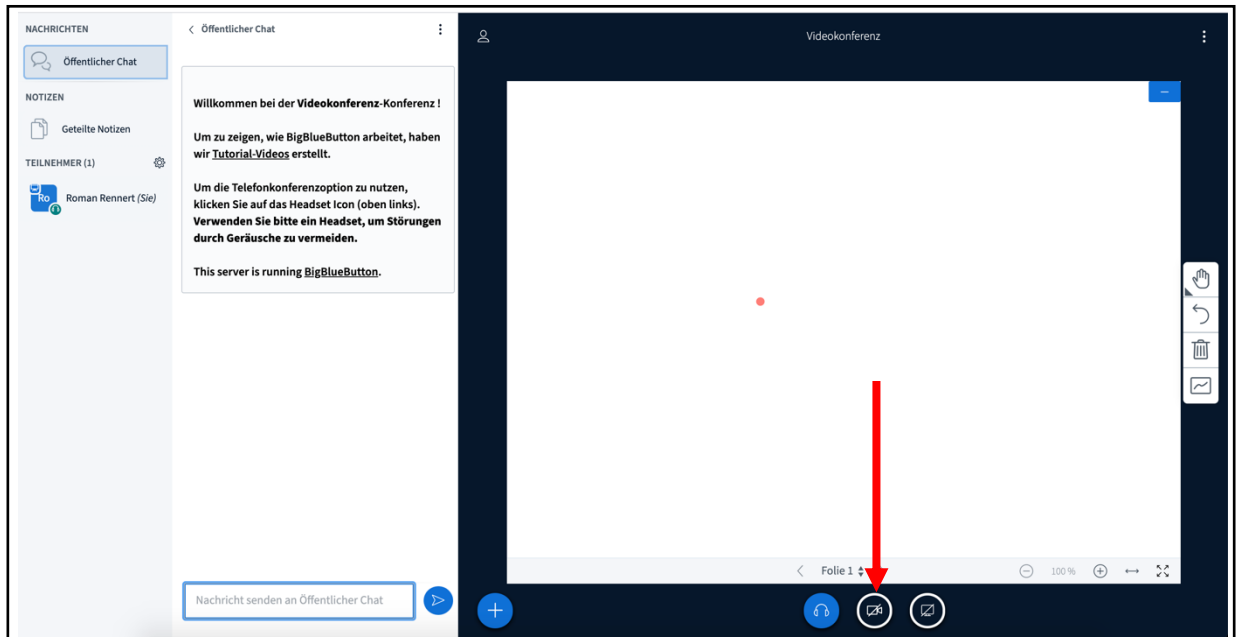 NACHRICHTEN
Öffentlicher Chat
NOTIZEN
Geteilte Notizen
TEILNEHMER (1)
Ro
Roman Rennert (Sie)
Öffentlicher Chat
Willkommen bei der Videokonferenz-Konferenz !
Um zu zeigen, wie BigBlueButton arbeitet, haben
wir Tutorial-Videos erstellt.
Um die Telefonkonferenzoption zu nutzen,
klicken Sie auf das Headset Icon (oben links).
Verwenden Sie bitte ein Headset, um Störungen
durch Geräusche zu vermeiden.
This server is running BigBlueButton.
Nachricht senden an Öffentlicher Chat
Videokonferenz
Folie 1
100 %